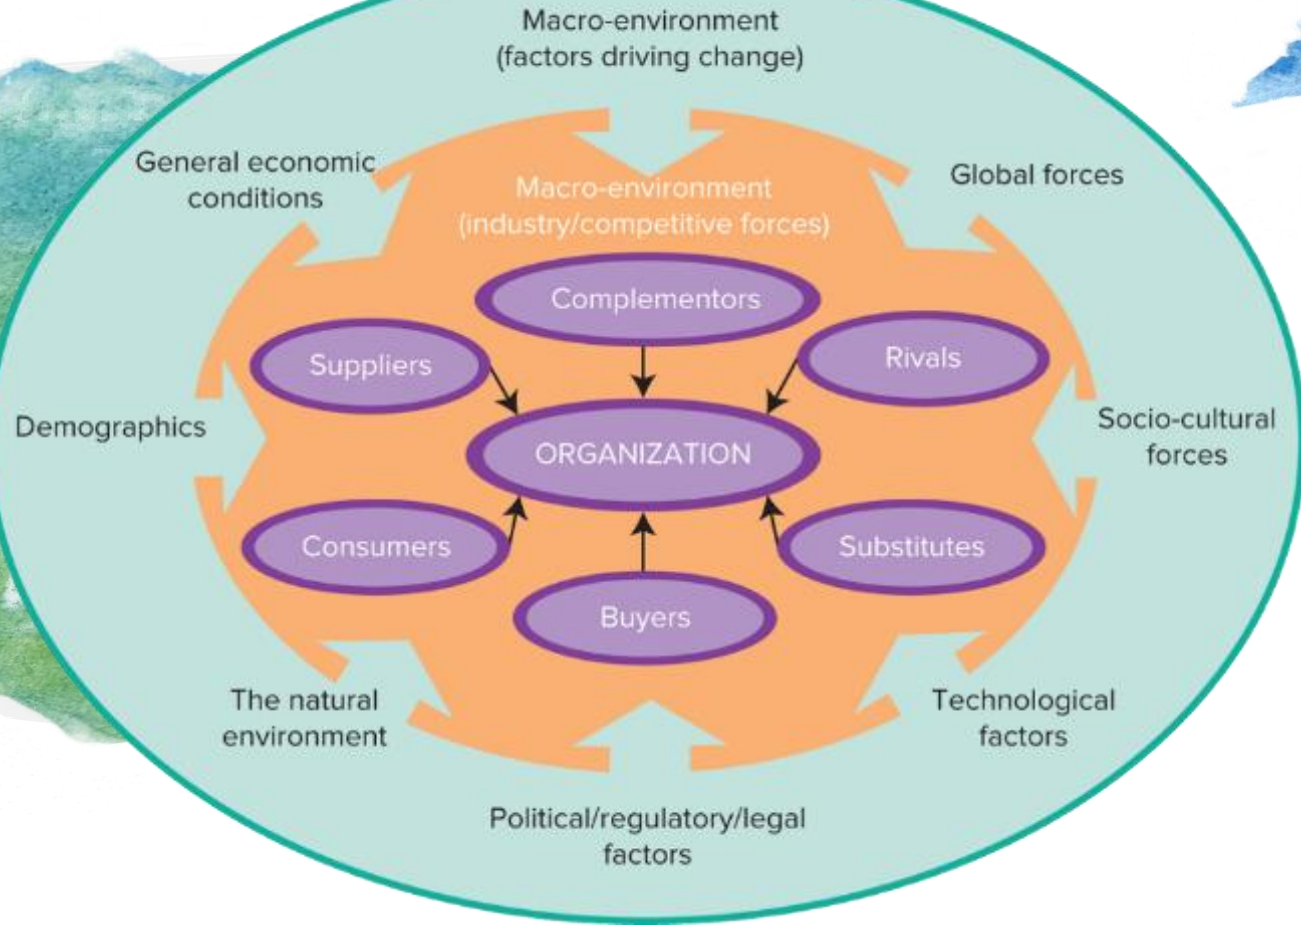 Macro-environment
(factors driving change)
General economic
conditions
Global forces
Macro-environment
(industry/competitive forces)
Complementors
Suppliers
Rivals
Demographics
ORGANIZATION
Socio-cultural
forces
Consumers
Substitutes
Buyers
The natural
environment
Technological
factors
Political/regulatory/legal
factors